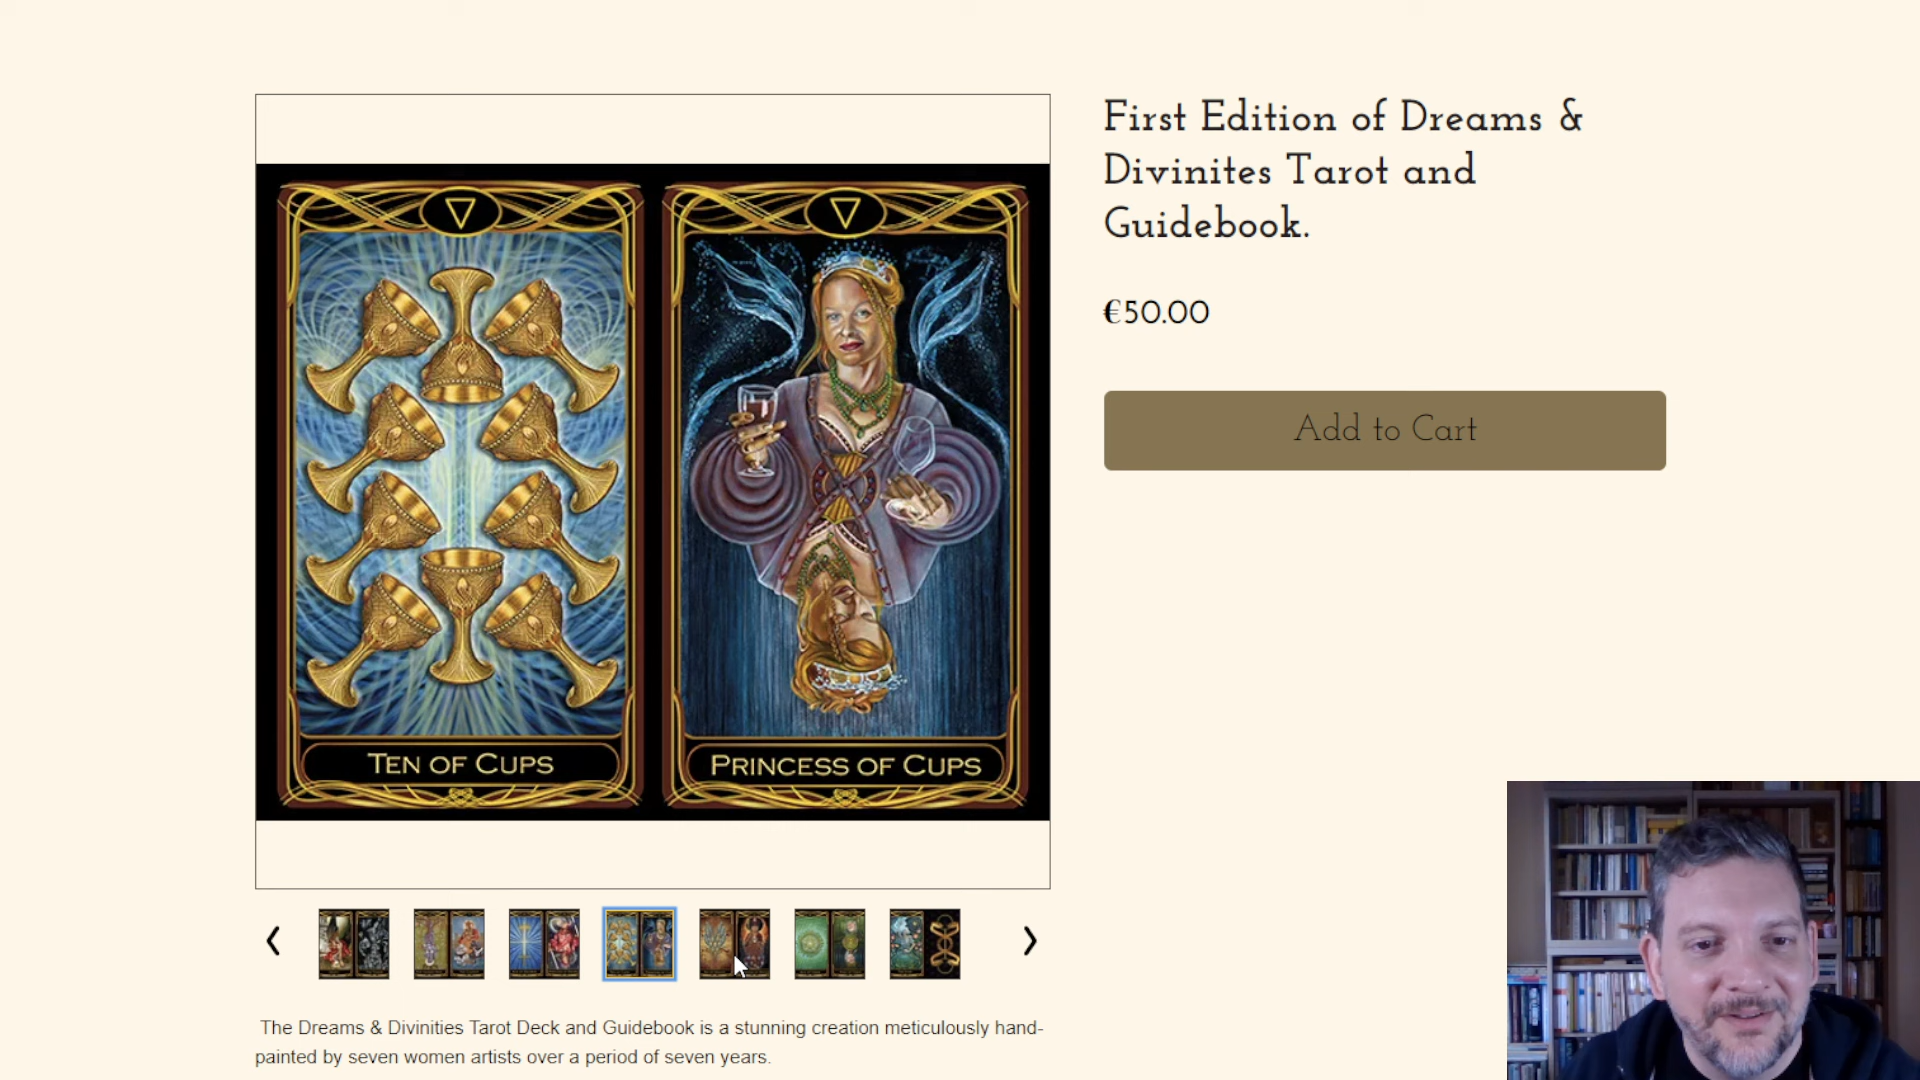 First Edition of Dreams &
Divinites Tarot and
Guidebook.
€50.00
Add to Cart
TEN OF CUPS
PRINCESS OF CUPS
The Dreams & Divinities Tarot Deck and Guidebook is a stunning creation meticulously hand-
painted by seven women artists over a period of seven years.